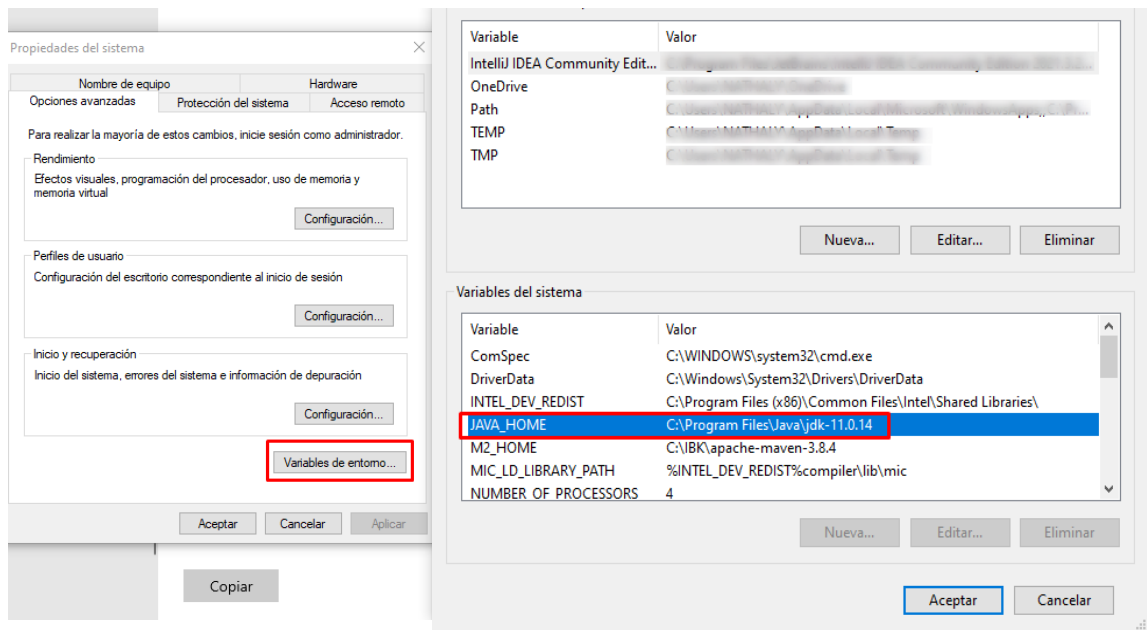 Propiedades del sistema
Nombre de equipo
Hardware
Opciones avanzadas
Protección del sistema
Acceso remoto
Para realizar la mayoría de estos cambios, inicie sesión como administrador.
Rendimiento
Efectos visuales, programación del procesador, uso de memoria y
memoria virtual
Configuración...
Perfiles de usuario
Configuración del escritorio correspondiente al inicio de sesión
Configuración...
Inicio y recuperación
Inicio del sistema, errores del sistema e información de depuración
Configuración...
Variables de entorno...
Aceptar
Cancelar
Aplicar
Copiar
Variable Valor
IntelliJ IDEA Community Edit...
OneDrive
Path
TEMP
TMP
Nueva...
Editar...
Eliminar
Variables del sistema
Variable Valor
ComSpec C:\WINDOWS\system32\cmd.exe
DriverData C:\Windows\System32\Drivers\DriverData
INTEL_DEV_REDIST C:\Program Files (x86)\Common Files\Intel\Shared Libraries\
JAVA_HOME C:\Program Files\Java\jdk-11.0.14
M2_HOME C:\IBK\apache-maven-3.8.4
MIC_LD_LIBRARY_PATH %INTEL_DEV_REDIST%compiler\lib\mic
NUMBER_OF_PROCESSORS 4
Nueva...
Editar...
Eliminar
Aceptar
Cancelar